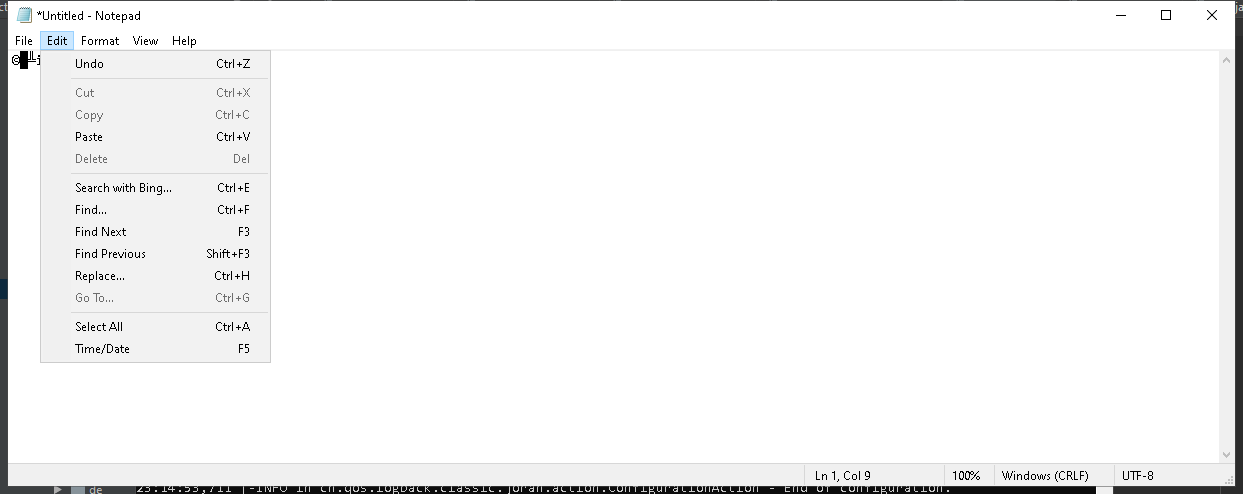 *Untitled - Notepad
File Edit Format View Help
Undo Ctrl+Z
Cut Ctrl+X
Copy Ctrl+C
Paste Ctrl+V
Delete Del
Search with Bing... Ctrl+E
Find... Ctrl+F
Find Next F3
Find Previous Shift+F3
Replace... Ctrl+H
Go To... Ctrl+G
Select All Ctrl+A
Time/Date F5
Ln 1, Col 9 100% Windows (CRLF) UTF-8
de 23:14:53,711 |-INFO in ch.qos.logback.classic.joran.action.ConfigurationAction - End of configuration.